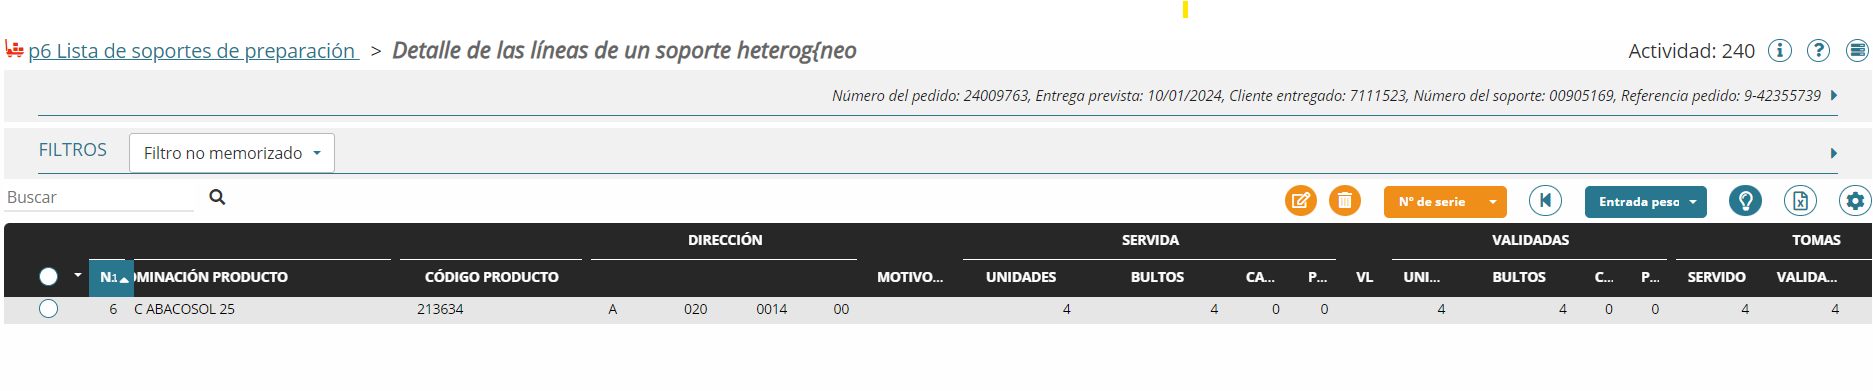 p6 Lista de soportes de preparación > Detalle de las líneas de un soporte heterog{neo Actividad: 240
Número del pedido: 24009763, Entrega prevista: 10/01/2024, Cliente entregado: 7111523, Número del soporte: 00905169, Referencia pedido: 9-42355739
FILTROS Filtro no memorizado
Buscar Nº de serie Entrada peso
DIRECCIÓN SERVIDA VALIDADAS TOMAS
N.1 OMINACIÓN PRODUCTO CÓDIGO PRODUCTO MOTIVO... UNIDADES BULTOS CA... P... VL UNI... BULTOS C... P... SERVIDO VALIDA...
6 C ABACOSOL 25 213634 A 020 0014 00 4 4 0 0 4 4 0 0 4 4